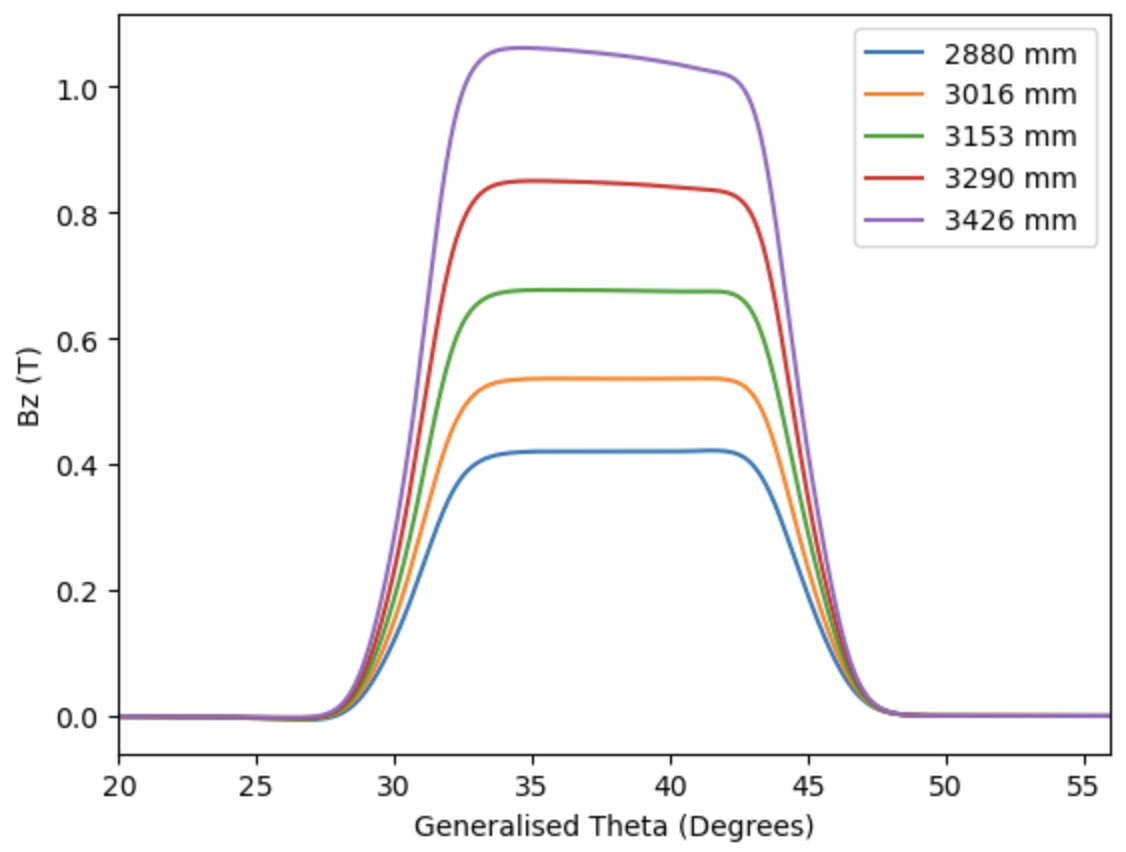 1.0
0.8
0.6
0.4
0.2
0.0
Bz (T)
20 25 30 35 40 45 50 55
Generalised Theta (Degrees)
2880 mm
3016 mm
3153 mm
3290 mm
3426 mm